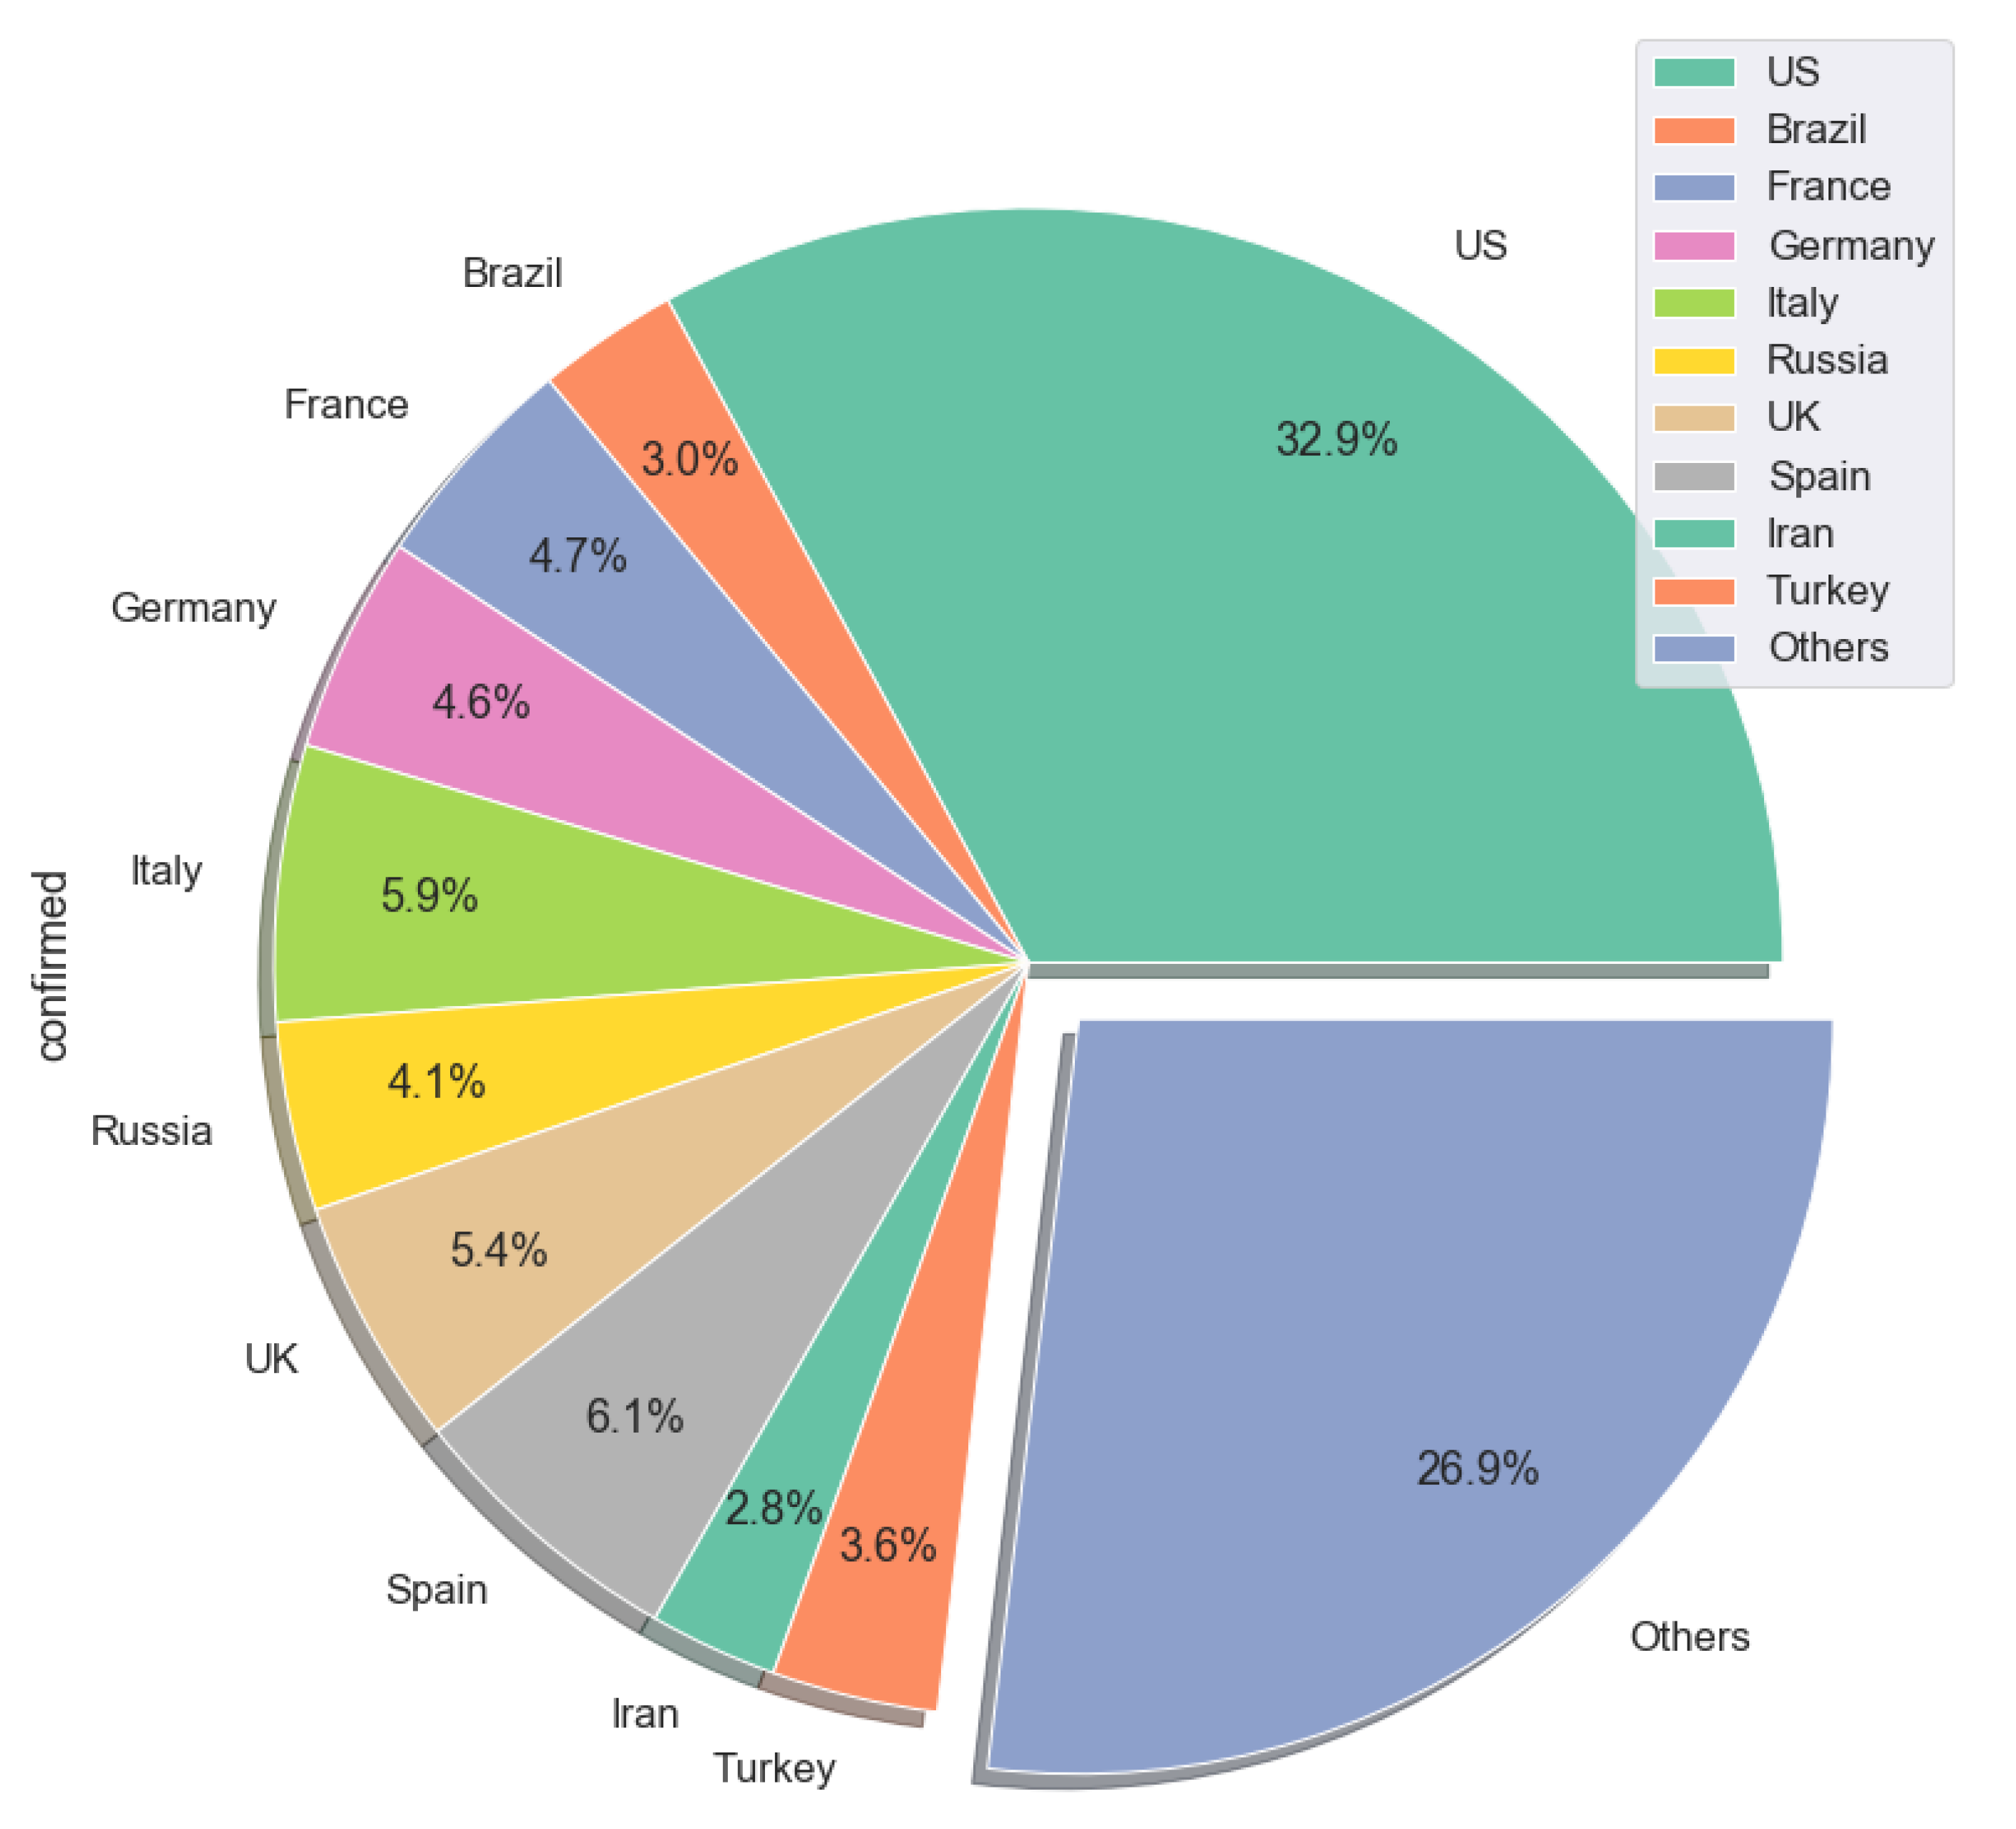 US
Brazil
France
Germany
Italy
Russia
UK
Spain
Iran
Turkey
Others
US
32.9%
Brazil
3.0%
France
4.7%
Germany
4.6%
Italy
5.9%
confirmed
Russia
4.1%
UK
5.4%
Spain
6.1%
Iran
2.8%
Turkey
3.6%
Others
26.9%